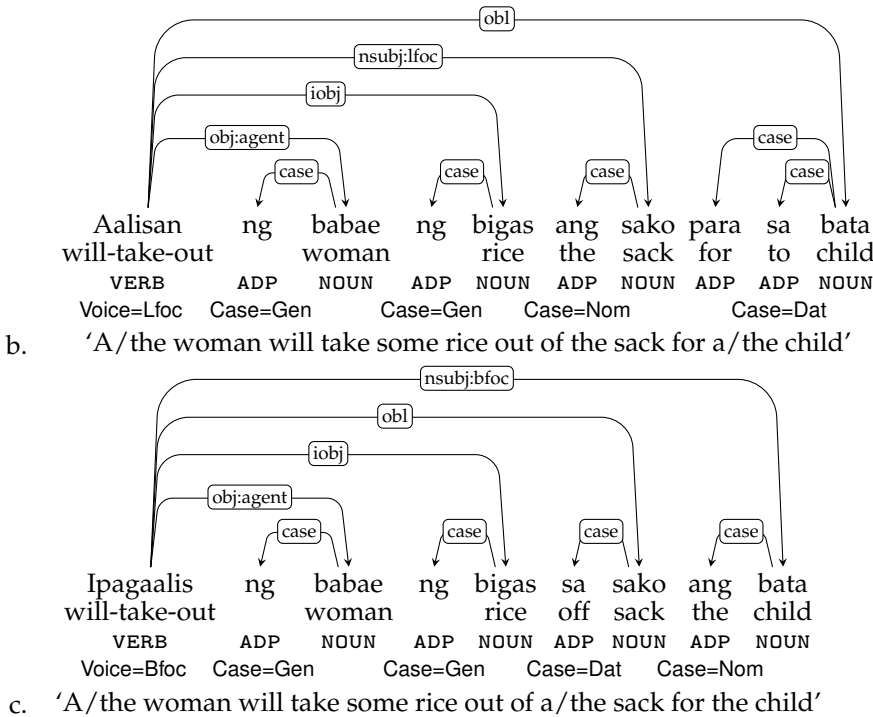 obl
nsubj:lfoc
iobj
obj:agent case
case case case case
Aalisan ng babae ng bigas ang sako para sa bata
will-take-out woman rice the sack for to child
VERB ADP NOUN ADP NOUN ADP NOUN ADP ADP NOUN
Voice=Lfoc Case=Gen Case=Gen Case=Nom Case=Dat
b. 'A/the woman will take some rice out of the sack for a/the child'
nsubj:bfoc
obl
iobj
obj:agent
case case case case
Ipagaalis ng babae ng bigas sa sako ang bata
will-take-out woman rice off sack the child
VERB ADP NOUN ADP NOUN ADP NOUN ADP NOUN
Voice=Bfoc Case=Gen Case=Gen Case=Dat Case=Nom
c. 'A/the woman will take some rice out of a/the sack for the child'